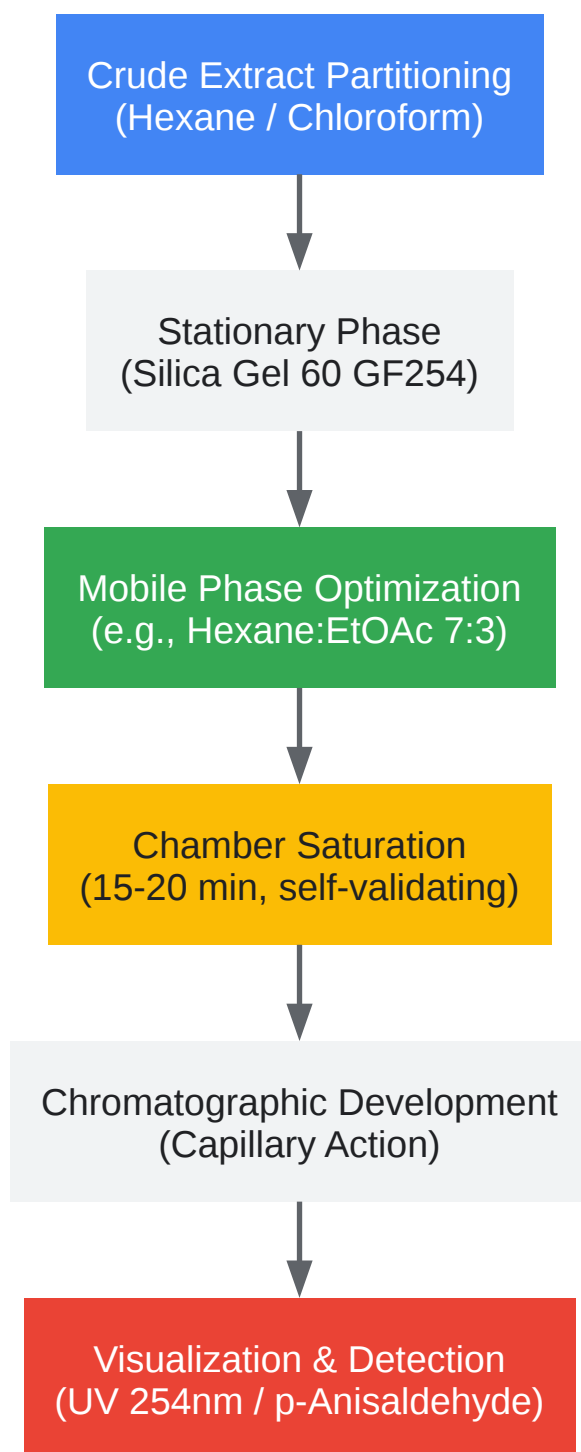 Crude Extract Partitioning
(Hexane / Chloroform)
Stationary Phase
(Silica Gel 60 GF254)
Mobile Phase Optimization
(e.g., Hexane:EtOAc 7:3)
Chamber Saturation
(15-20 min, self-validating)
Chromatographic Development
(Capillary Action)
Visualization & Detection
(UV 254nm / p-Anisaldehyde)